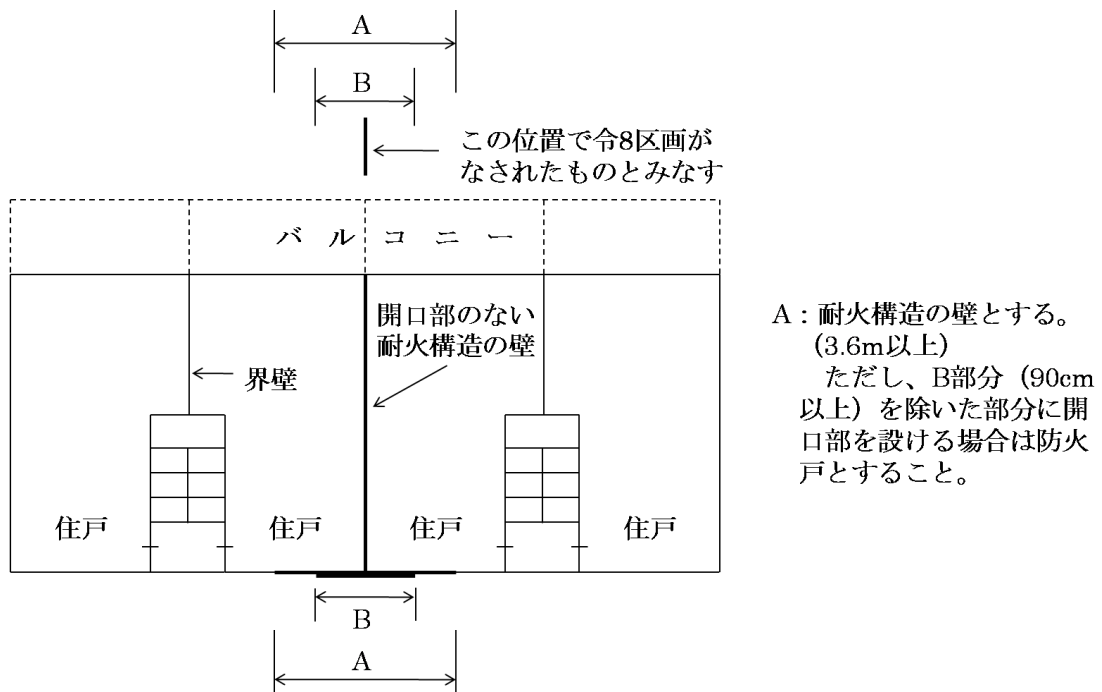 A
B
この位置で令8区画が
なされたものとみなす
バルコニー
開口部のない
耐火構造の壁
界壁
住戸
住戸
住戸
住戸
B
A
A：耐火構造の壁とする。
(3.6m以上)
ただし、B部分（90cm
以上）を除いた部分に開
口部を設ける場合は防火
戸とすること。